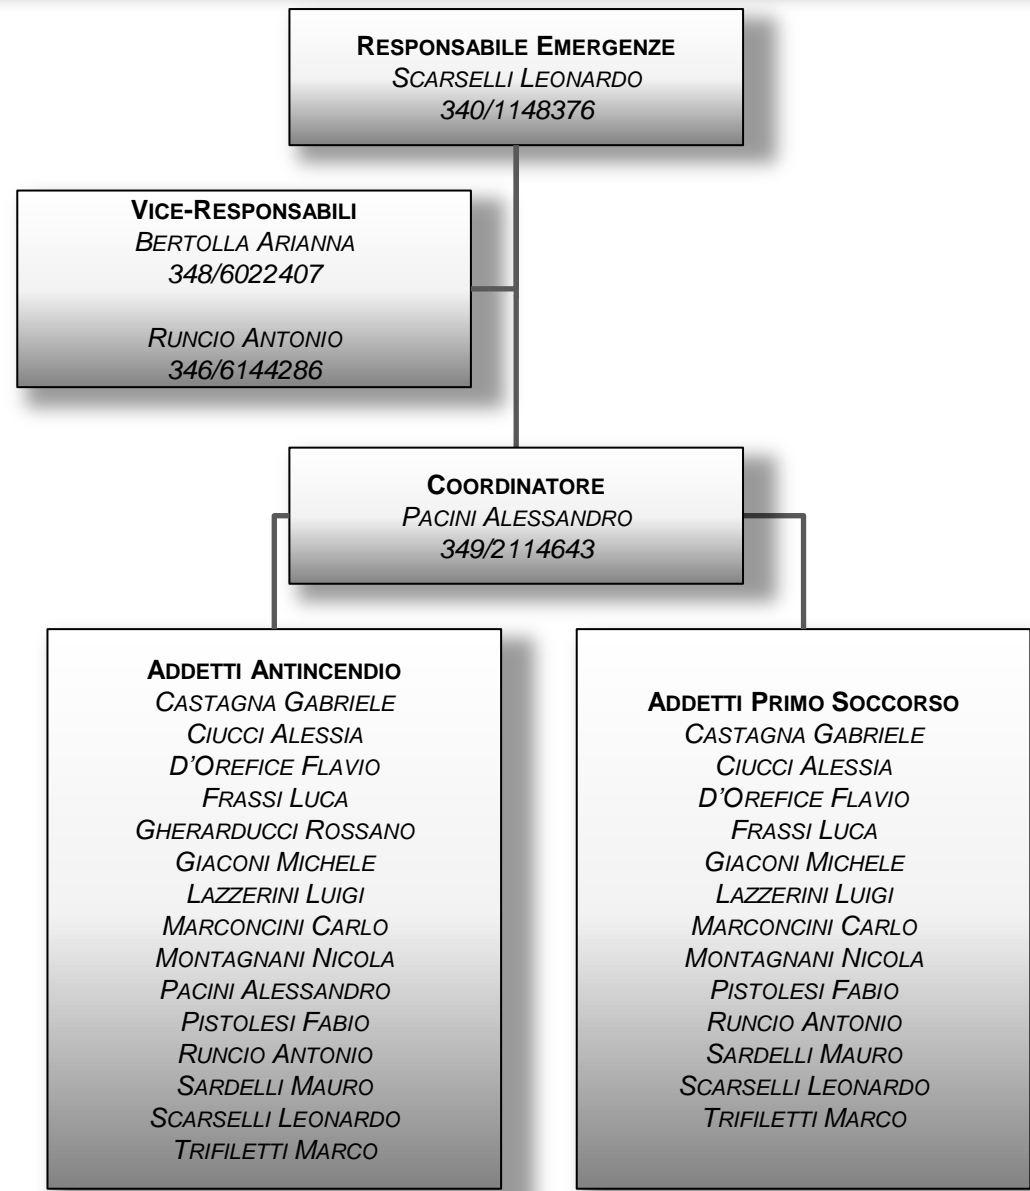 RESPONSABILE EMERGENZE
SCARSELLI LEONARDO
340/1148376
VICE-RESPONSABILI
BERTOLLA ARIANNA
348/6022407
RUNCIO ANTONIO
346/6144286
COORDINATORE
PACINI ALESSANDRO
349/2114643
ADDETTI ANTINCENDIO
CASTAGNA GABRIELE
CIUCCI ALESSIA
D'OREFICE FLAVIO
FRASSI LUCA
GHERARDUCCI ROSSANO
GIACONI MICHELE
LAZZERINI LUIGI
MARCONCINI CARLO
MONTAGNANI NICOLA
PACINI ALESSANDRO
PISTOLESI FABIO
RUNCIO ANTONIO
SARDELLI MAURO
SCARSELLI LEONARDO
TRIFILETTI MARCO
ADDETTI PRIMO SOCCORSO
CASTAGNA GABRIELE
CIUCCI ALESSIA
D'OREFICE FLAVIO
FRASSI LUCA
GIACONI MICHELE
LAZZERINI LUIGI
MARCONCINI CARLO
MONTAGNANI NICOLA
PISTOLESI FABIO
RUNCIO ANTONIO
SARDELLI MAURO
SCARSELLI LEONARDO
TRIFILETTI MARCO